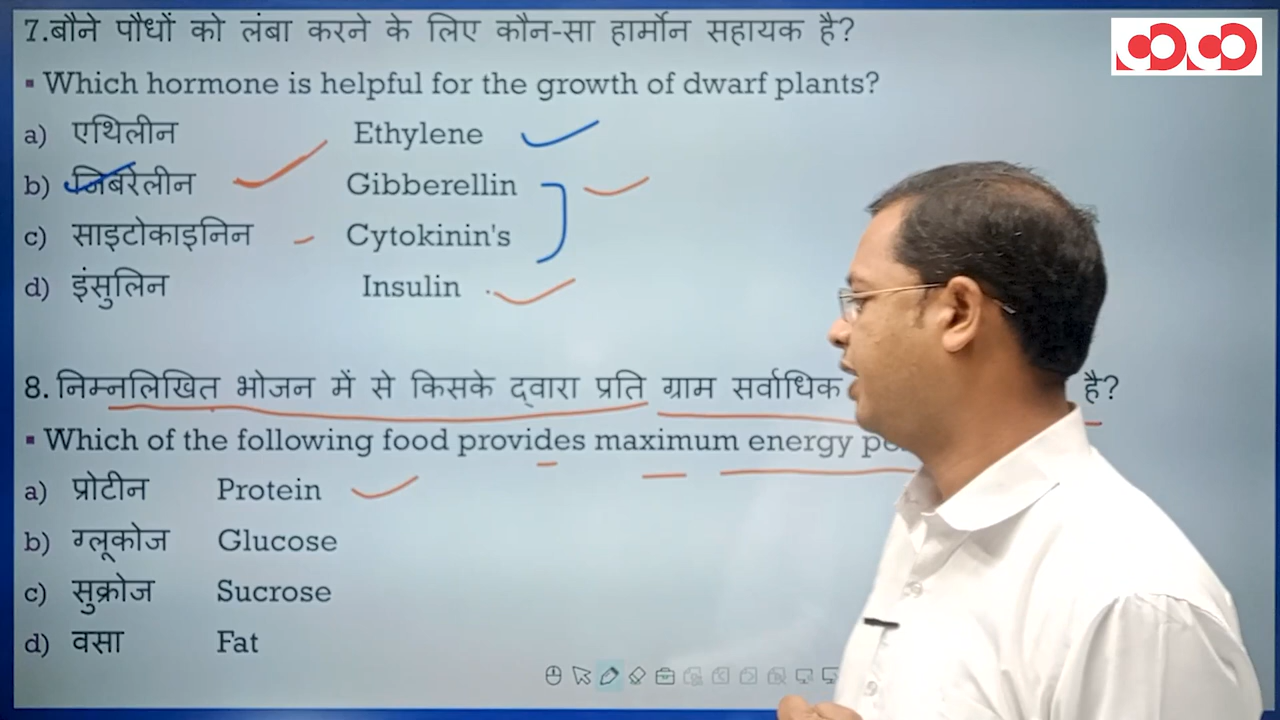 7.बौने पौधों को लंबा करने के लिए कौन-सा हार्मोन सहायक है?
▪ Which hormone is helpful for the growth of dwarf plants?
a) एथिलीन Ethylene
b) जिबरेलीन Gibberellin
c) साइटोकाइनिन Cytokinin's
d) इंसुलिन Insulin
8. निम्नलिखित भोजन में से किसके द्वारा प्रति ग्राम सर्वाधिक है?
▪ Which of the following food provides maximum energy
a) प्रोटीन Protein
b) ग्लूकोज Glucose
c) सुक्रोज Sucrose
d) वसा Fat